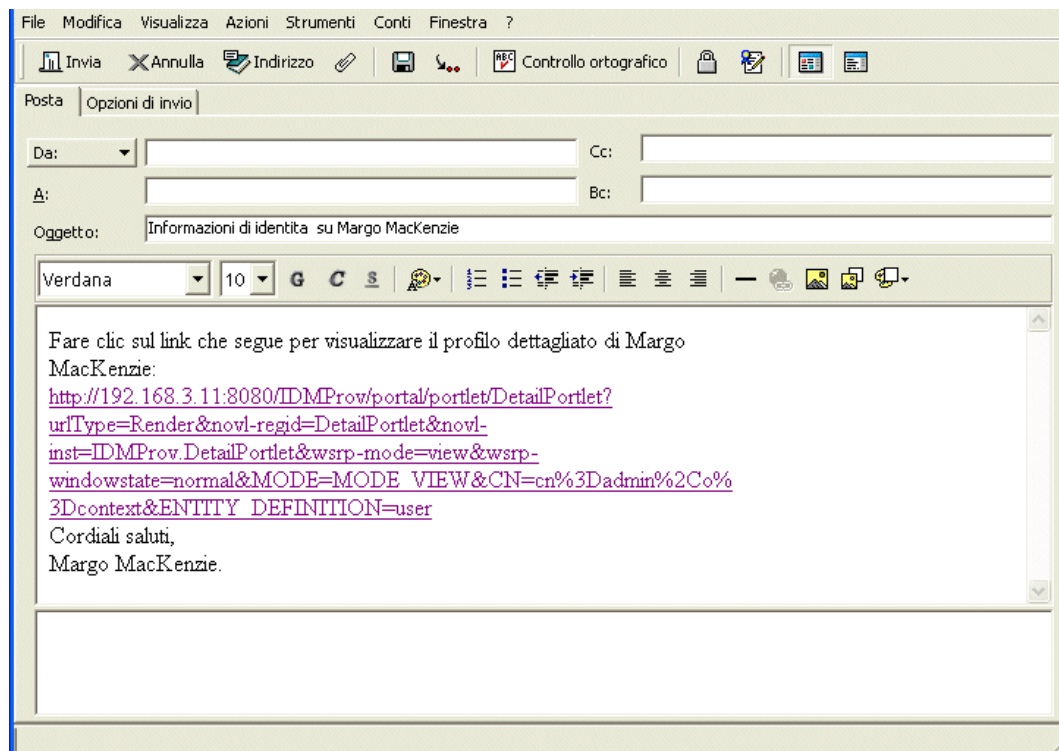 File Modifica Visualizza Azioni Strumenti Conti Finestra ?
Invia Annulla Indirizzo ABC Controllo ortografico
Posta Opzioni di invio
Da: Cc:
A: Bc:
Oggetto: Informazioni di identita su Margo MacKenzie
Verdana 10 G C S
Fare clic sul link che segue per visualizzare il profilo dettagliato di Margo
MacKenzie:
http://192.168.3.11:8080/IDMProv/portal/portlet/DetailPortlet?
urlType=Render&novl-regid=DetailPortlet&novl-
inst=IDMProv.DetailPortlet&wsrp-mode=view&wsrp-
windowstate=normal&MODE=MODE_VIEW&CN=cn%3Dadmin%2Co%
3Dcontext&ENTITY_DEFINITION=user
Cordiali saluti,
Margo MacKenzie.